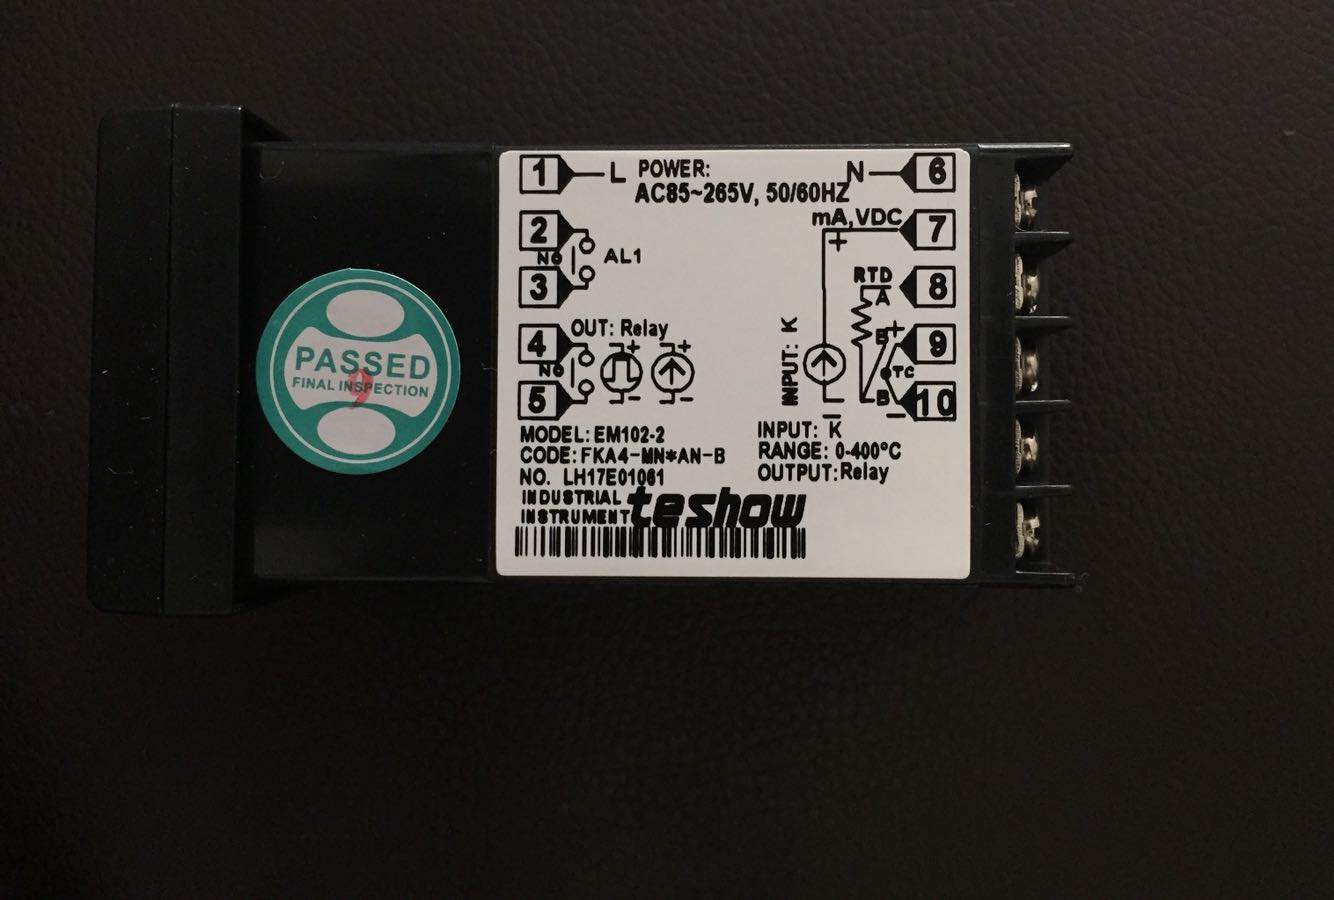 PASSED
FINAL INSPECTION
9
1 L POWER: N 6
AC85~265V, 50/60HZ
mA,VDC
+
2 7
NO AL1
3
RTD
A 8
OUT: Relay
4 + +
NO
5 - -
INPUT: K
B +
9
TC
B
- - 10
MODEL: EM102-2
CODE: FKA4-MN*AN-B
NO. LH17E01061
INDUSTRIAL
INSTRUMENT
teshow
INPUT: K
RANGE: 0-400°C
OUTPUT:Relay